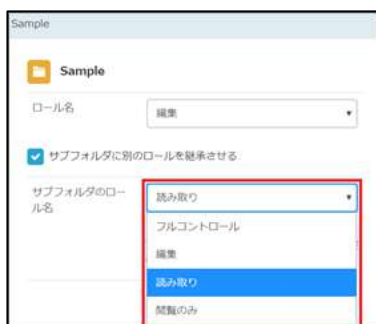 Sample
Sample
ロール名
編集
サブフォルダに別のロールを継承させる
サブフォルダのロー
ル名
読み取り
フルコントロール
編集
読み取り
閲覧のみ